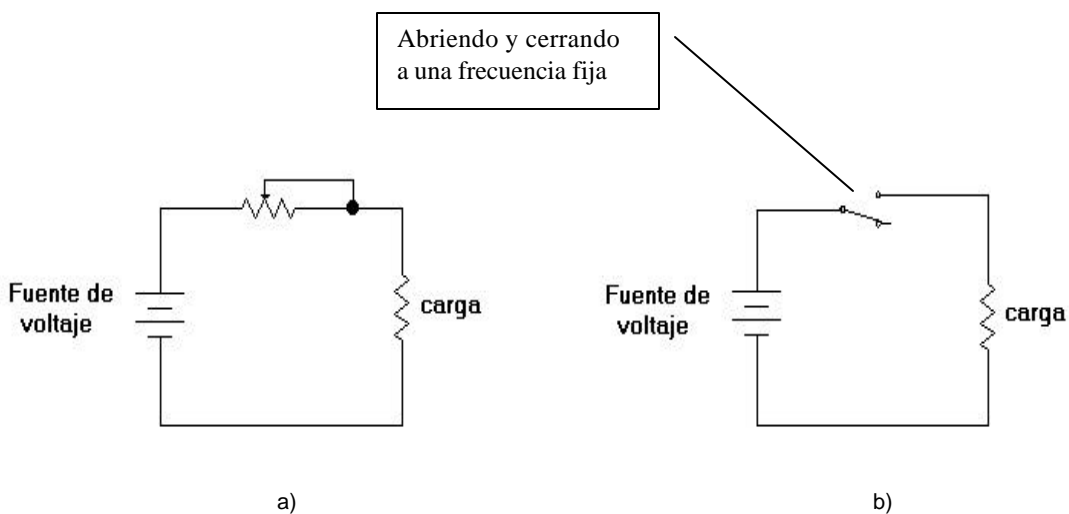 Abriendo y cerrando
a una frecuencia fija
Fuente de
voltaje
carga
Fuente de
voltaje
carga
a)
b)